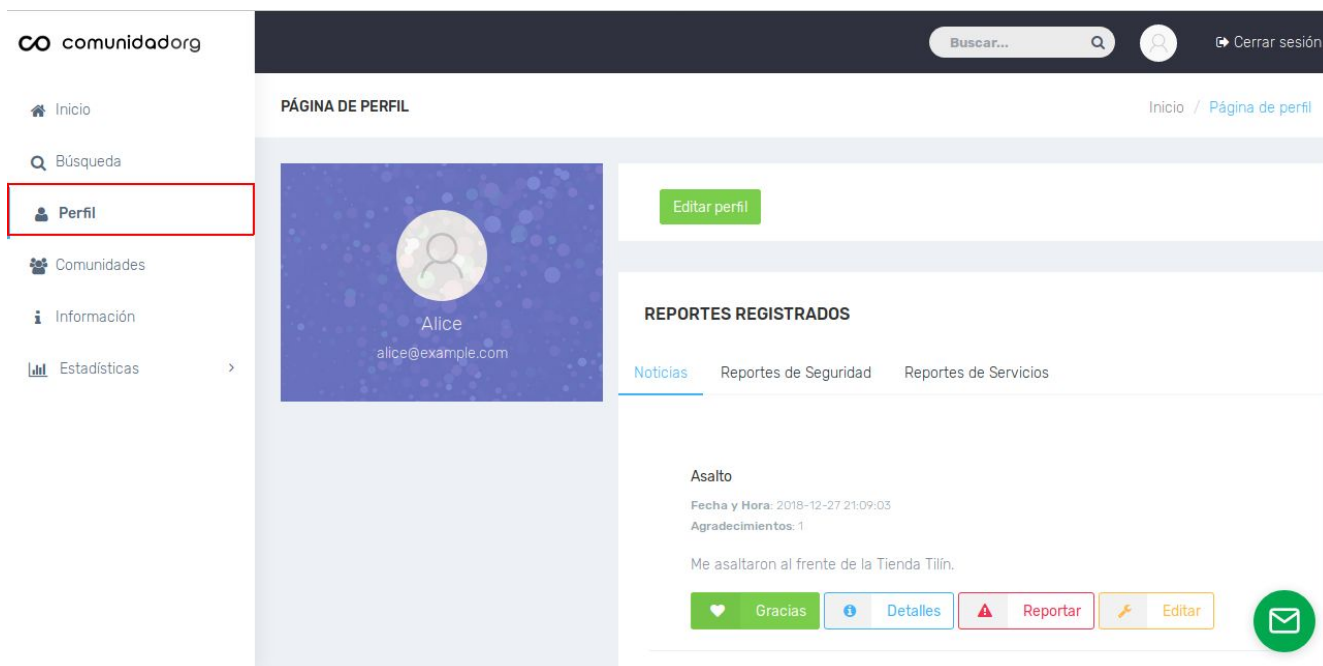 comunidadorg
Buscar...
Cerrar sesión
Inicio
Búsqueda
Perfil
Comunidades
Información
Estadísticas
PÁGINA DE PERFIL
Inicio / Página de perfil
Alice
alice@example.com
Editar perfil
REPORTES REGISTRADOS
Noticias Reportes de Seguridad Reportes de Servicios
Asalto
Fecha y Hora: 2018-12-27 21:09:03
Agradecimientos: 1
Me asaltaron al frente de la Tienda Tilín.
Gracias Detalles Reportar Editar